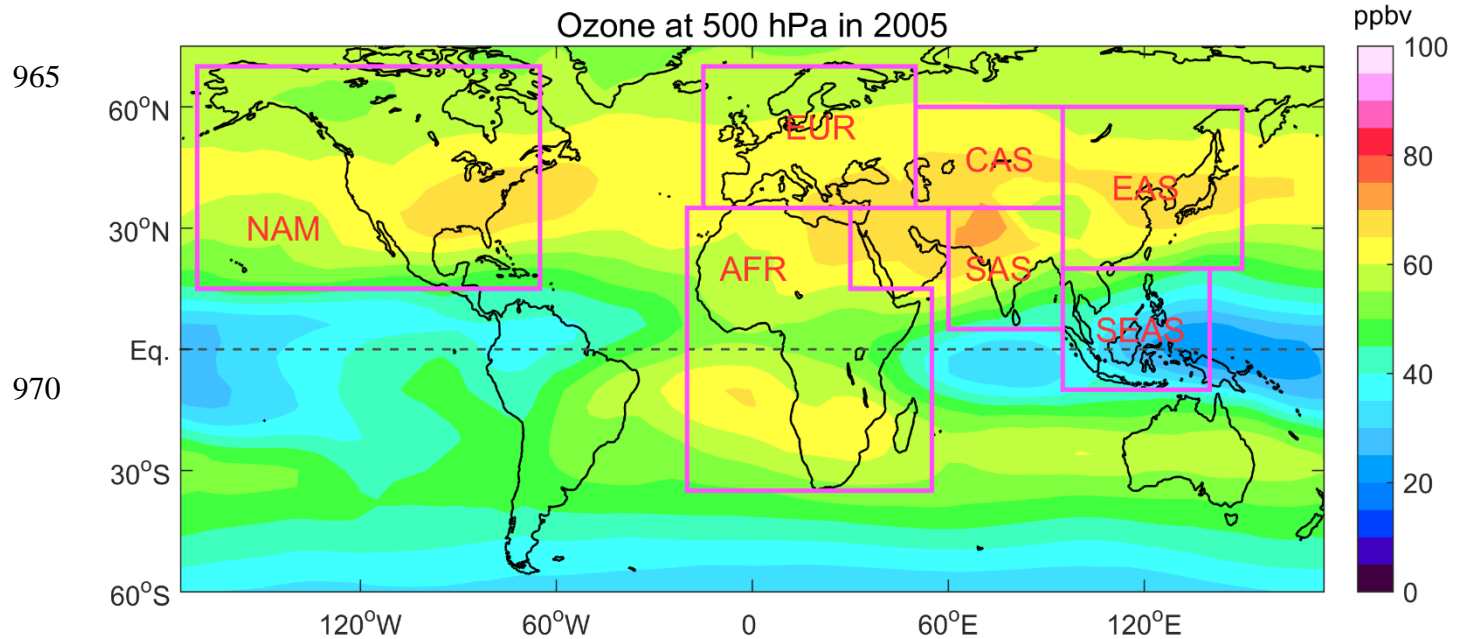 Ozone at 500 hPa in 2005
ppbv
965
970
60°N
30°N
Eq.
30°S
60°S
120°W
60°W
0
60°E
120°E
NAM
EUR
CAS
EAS
AFR
SAS
SEAS
100
80
60
40
20
0